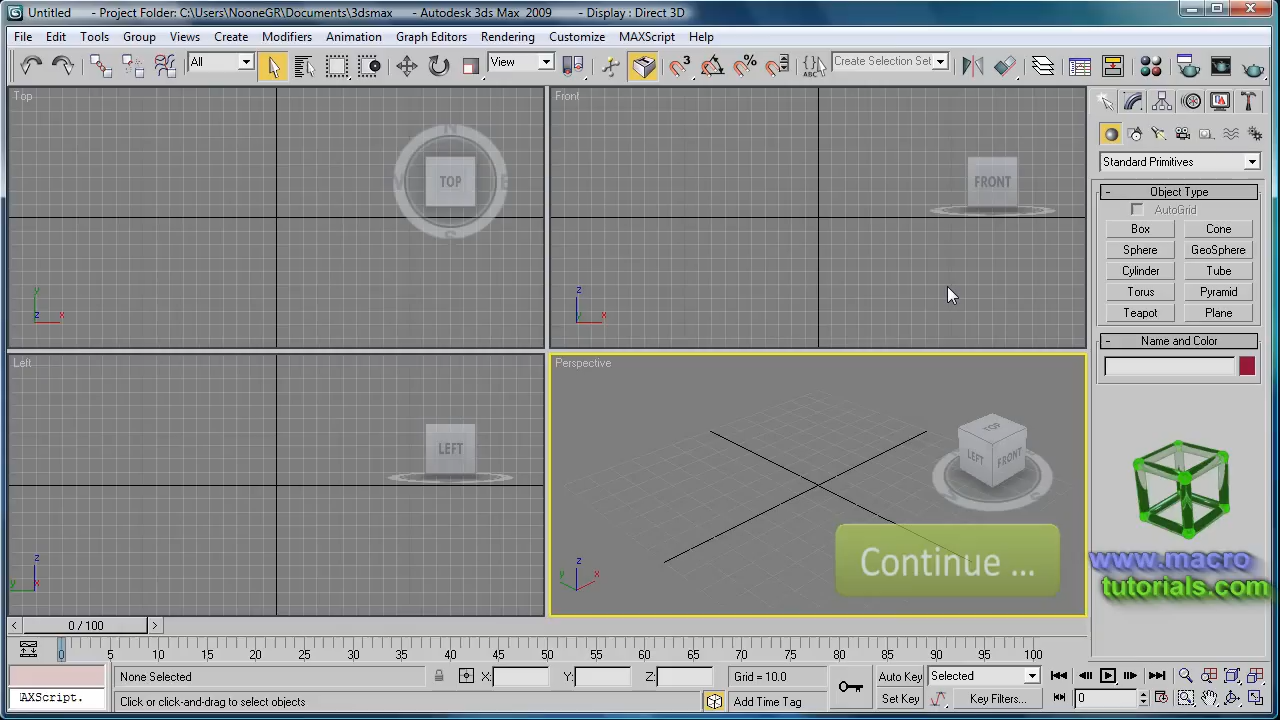 Untitled - Project Folder: C:\Users\NooneGR\Documents\3dsmax - Autodesk 3ds Max 2009 - Display : Direct 3D
File Edit Tools Group Views Create Modifiers Animation Graph Editors Rendering Customize MAXScript Help
All View Create Selection Set
Top
N
TOP
E
S
y
z x
Front
FRONT
z
y x
Standard Primitives
- Object Type
AutoGrid
Box Cone
Sphere GeoSphere
Cylinder Tube
Torus Pyramid
Teapot Plane
- Name and Color
Left
LEFT
z
y x
Perspective
TOP
LEFT FRONT
S
z
y x
Continue ...
www.macro
tutorials.com
< 0 / 100 >
0 5 10 15 20 25 30 35 40 45 50 55 60 65 70 75 80 85 90 95 100
None Selected X: Y: Z: Grid = 10.0 Auto Key Selected
AXScript. Click or click-and-drag to select objects Add Time Tag Set Key Key Filters... 0